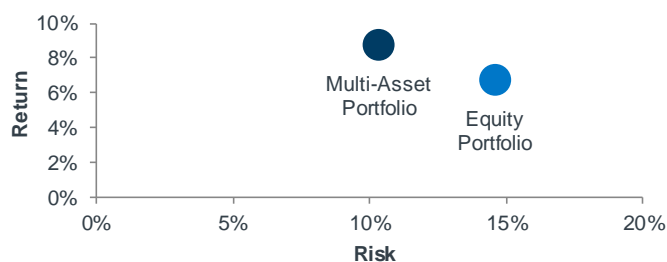 10%
8%
6%
4%
2%
0%
Return
Multi-Asset
Portfolio
Equity
Portfolio
0%
5%
10%
15%
20%
Risk